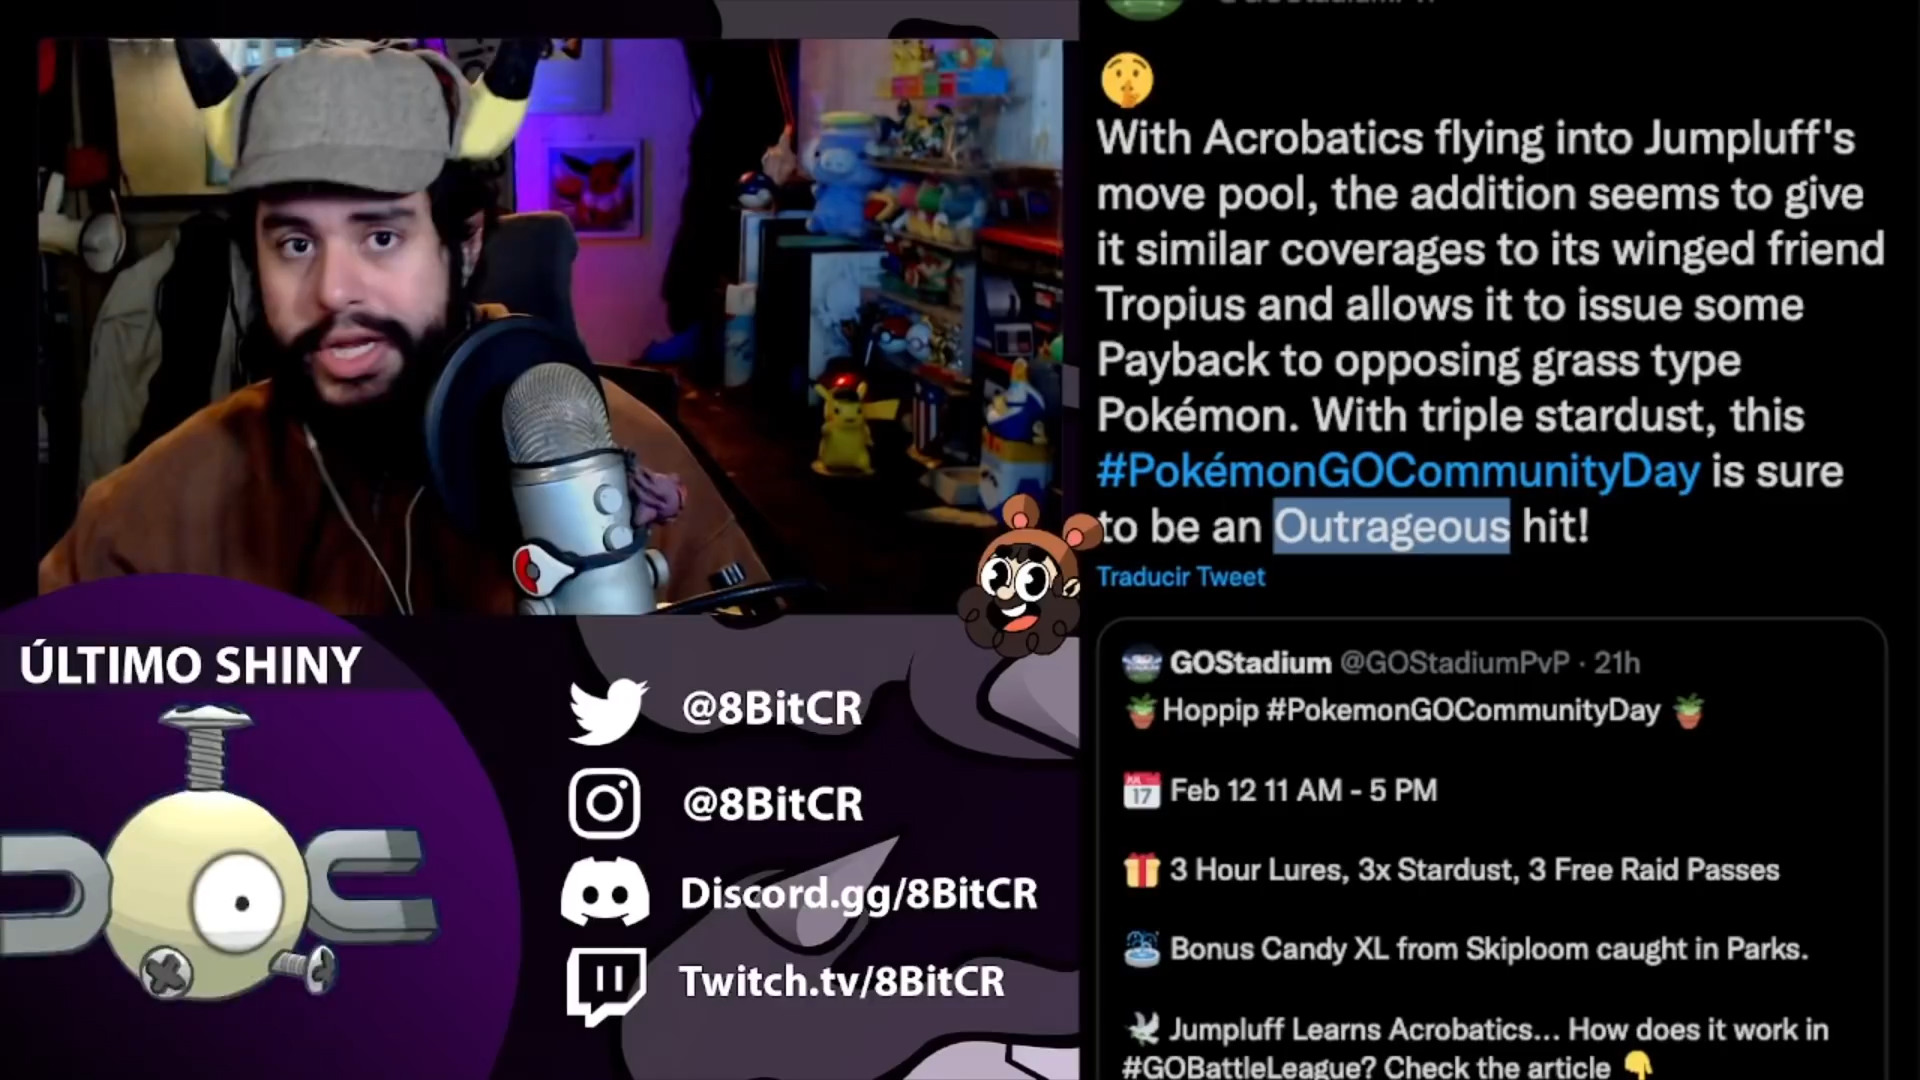 With Acrobatics flying into Jumpluff's
move pool, the addition seems to give
it similar coverages to its winged friend
Tropius and allows it to issue some
Payback to opposing grass type
Pokémon. With triple stardust, this
#PokémonGOCommunityDay is sure
to be an Outrageous hit!
Traducir Tweet
GOStadium @GOStadiumPvP · 21h
Hoppip #PokemonGOCommunityDay
JUL
17
Feb 12 11 AM - 5 PM
3 Hour Lures, 3x Stardust, 3 Free Raid Passes
Bonus Candy XL from Skiploom caught in Parks.
Jumpluff Learns Acrobatics... How does it work in
#GOBattleLeague? Check the article
ÚLTIMO SHINY
@8BitCR
@8BitCR
Discord.gg/8BitCR
Twitch.tv/8BitCR